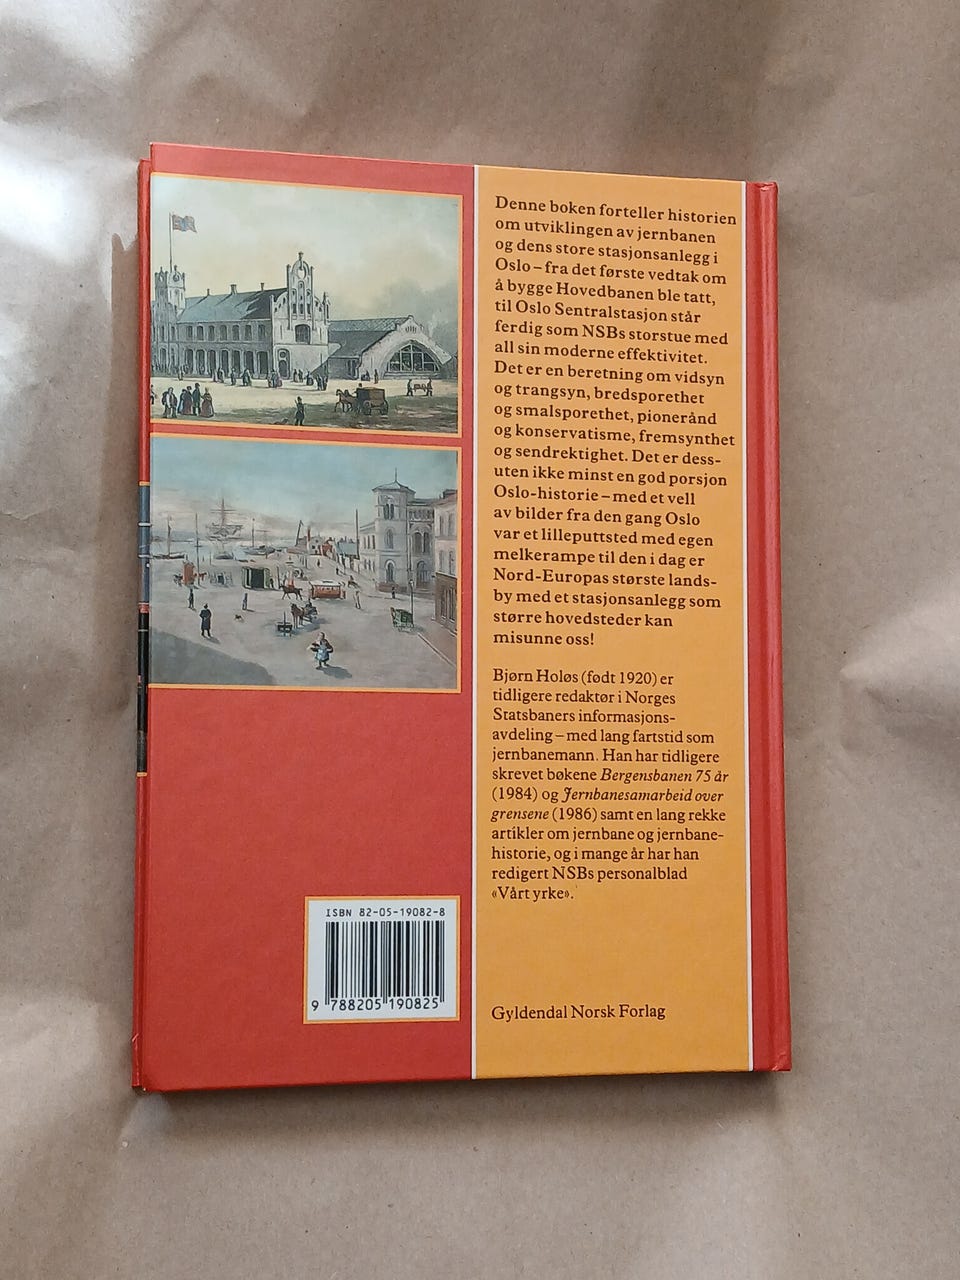 Denne boken forteller historien
om utviklingen av jernbanen
og dens store stasjonsanlegg i
Oslo – fra det første vedtak om
å bygge Hovedbanen ble tatt,
til Oslo Sentralstasjon står
ferdig som NSBs storstue med
all sin moderne effektivitet.
Det er en beretning om vidsyn
og trangsyn, bredsporethet
og smalsporethet, pionerånd
og konservatisme, fremsynthet
og sendrektighet. Det er dess-
uten ikke minst en god porsjon
Oslo-historie – med et vell
av bilder fra den gang Oslo
var et lilleputtsted med egen
melkerampe til den i dag er
Nord-Europas største lands-
by med et stasjonsanlegg som
større hovedsteder kan
misunne oss!
Bjørn Holøs (født 1920) er
tidligere redaktør i Norges
Statsbaners informasjons-
avdeling – med lang fartstid som
jernbanemann. Han har tidligere
skrevet bøkene Bergensbanen 75 år
(1984) og Jernbanesamarbeid over
grensene (1986) samt en lang rekke
artikler om jernbane og jernbane-
historie, og i mange år har han
redigert NSBs personalblad
«Vårt yrke».
ISBN 82-05-19082-8
9 788205 190825
Gyldendal Norsk Forlag